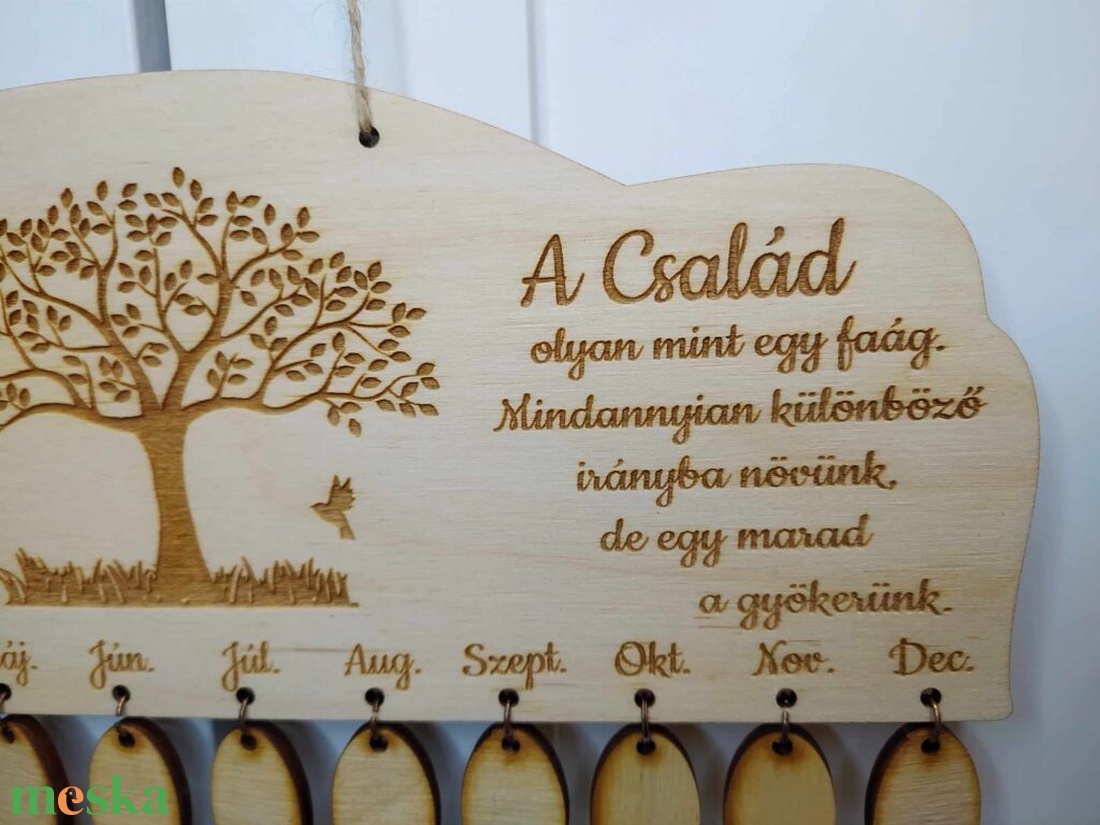 A Család
olyan mint egy faág.
Mindannyian különböző
irányba növünk,
de egy marad
a gyökerünk.
áj. Jún. Júl. Aug. Szept. Okt. Nov. Dec.
meska